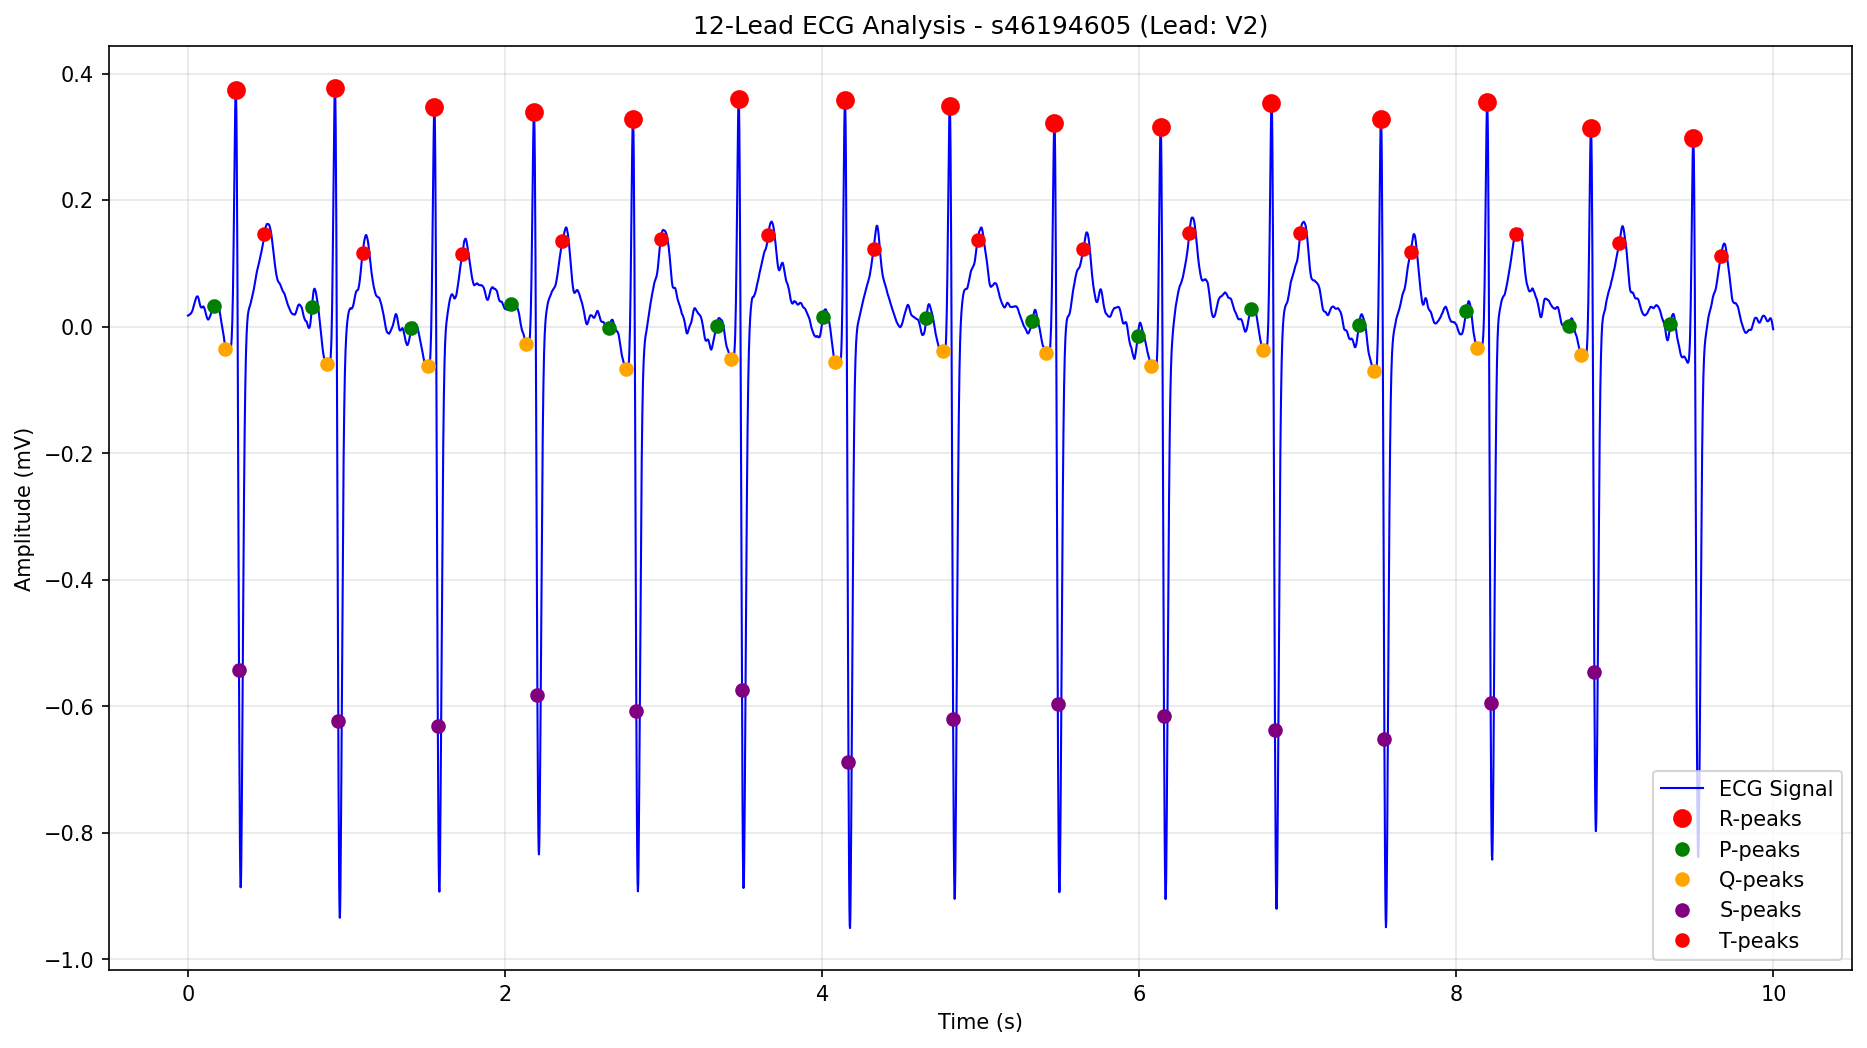 12-Lead ECG Analysis - s46194605 (Lead: V2)
0.4
0.2
0.0
−0.2
−0.4
−0.6
−0.8
−1.0
Amplitude (mV)
ECG Signal
R-peaks
P-peaks
Q-peaks
S-peaks
T-peaks
0 2 4 6 8 10
Time (s)